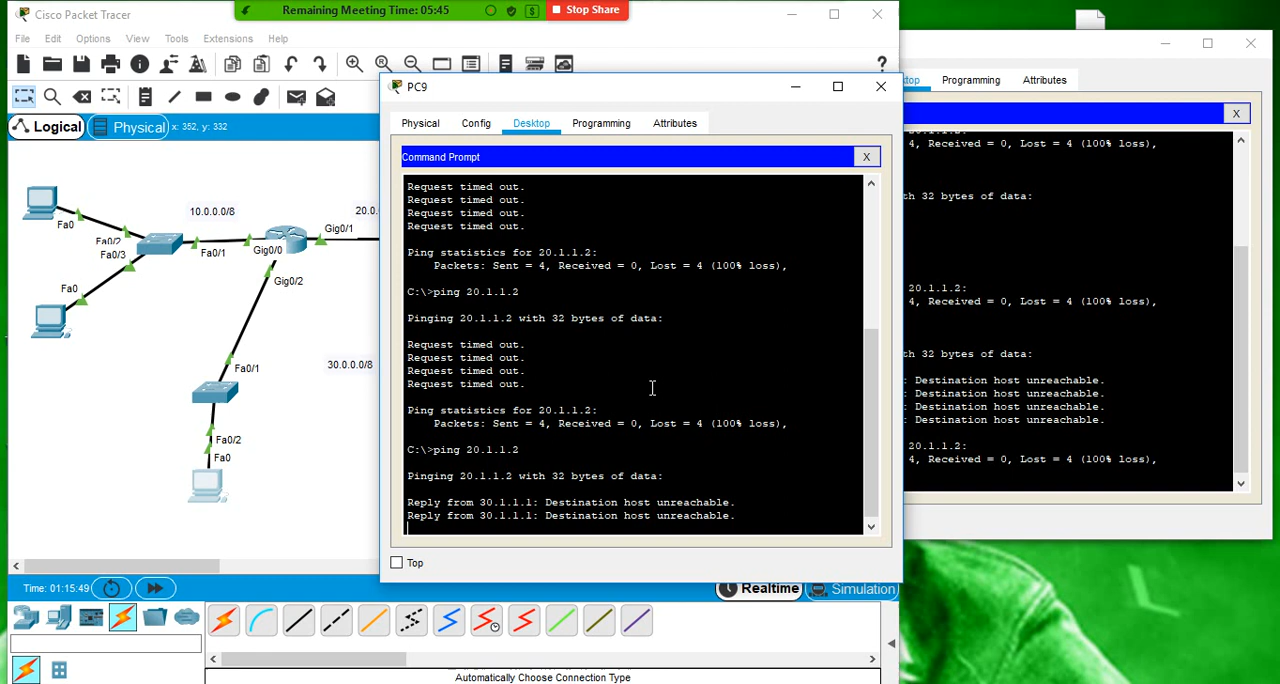 Cisco Packet Tracer
Remaining Meeting Time: 05:45
Stop Share
File Edit Options View Tools Extensions Help
?
Logical
Physical
x: 352, y: 332
10.0.0.0/8
20.0.
Fa0
Fa0/2
Fa0/3
Fa0/1
Gig0/0
Gig0/1
Gig0/2
Fa0
30.0.0.0/8
Fa0/1
Fa0/2
Fa0
Time: 01:15:49
Realtime
Simulation
Automatically Choose Connection Type
PC9
Physical Config Desktop Programming Attributes
Command Prompt
X
Request timed out.
Request timed out.
Request timed out.
Request timed out.
Ping statistics for 20.1.1.2:
Packets: Sent = 4, Received = 0, Lost = 4 (100% loss),
C:\>ping 20.1.1.2
Pinging 20.1.1.2 with 32 bytes of data:
Request timed out.
Request timed out.
Request timed out.
Request timed out.
Ping statistics for 20.1.1.2:
Packets: Sent = 4, Received = 0, Lost = 4 (100% loss),
C:\>ping 20.1.1.2
Pinging 20.1.1.2 with 32 bytes of data:
Reply from 30.1.1.1: Destination host unreachable.
Reply from 30.1.1.1: Destination host unreachable.
Top
top Programming Attributes
X
4, Received = 0, Lost = 4 (100% loss),
th 32 bytes of data:
20.1.1.2:
4, Received = 0, Lost = 4 (100% loss),
th 32 bytes of data:
: Destination host unreachable.
: Destination host unreachable.
: Destination host unreachable.
: Destination host unreachable.
20.1.1.2:
4, Received = 0, Lost = 4 (100% loss),